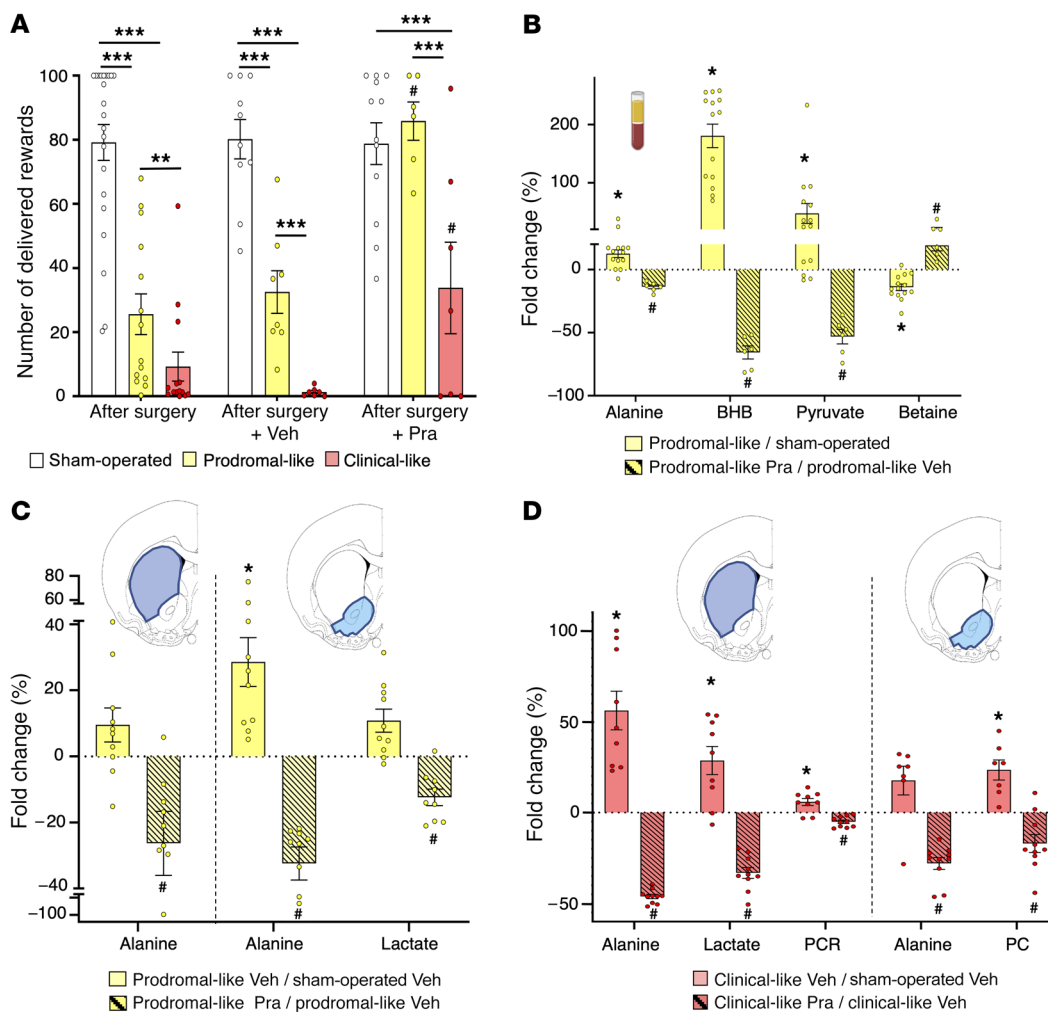 A
Number of delivered rewards
100
80
60
40
20
0
*** *** **
*** *** ***
*** *** # #
After surgery
After surgery + Veh
After surgery + Pra
Sham-operated Prodromal-like Clinical-like
B
Fold change (%)
200
100
0
−50
−100
* # * # * # * #
Alanine BHB Pyruvate Betaine
Prodromal-like / sham-operated
Prodromal-like Pra / prodromal-like Veh
C
Fold change (%)
80
60
40
20
0
−20
−40
−100
# * # #
Alanine Alanine Lactate
Prodromal-like Veh / sham-operated Veh
Prodromal-like Pra / prodromal-like Veh
D
Fold change (%)
100
50
0
−50
* # * # * # # * #
Alanine Lactate PCR Alanine PC
Clinical-like Veh / sham-operated Veh
Clinical-like Pra / clinical-like Veh